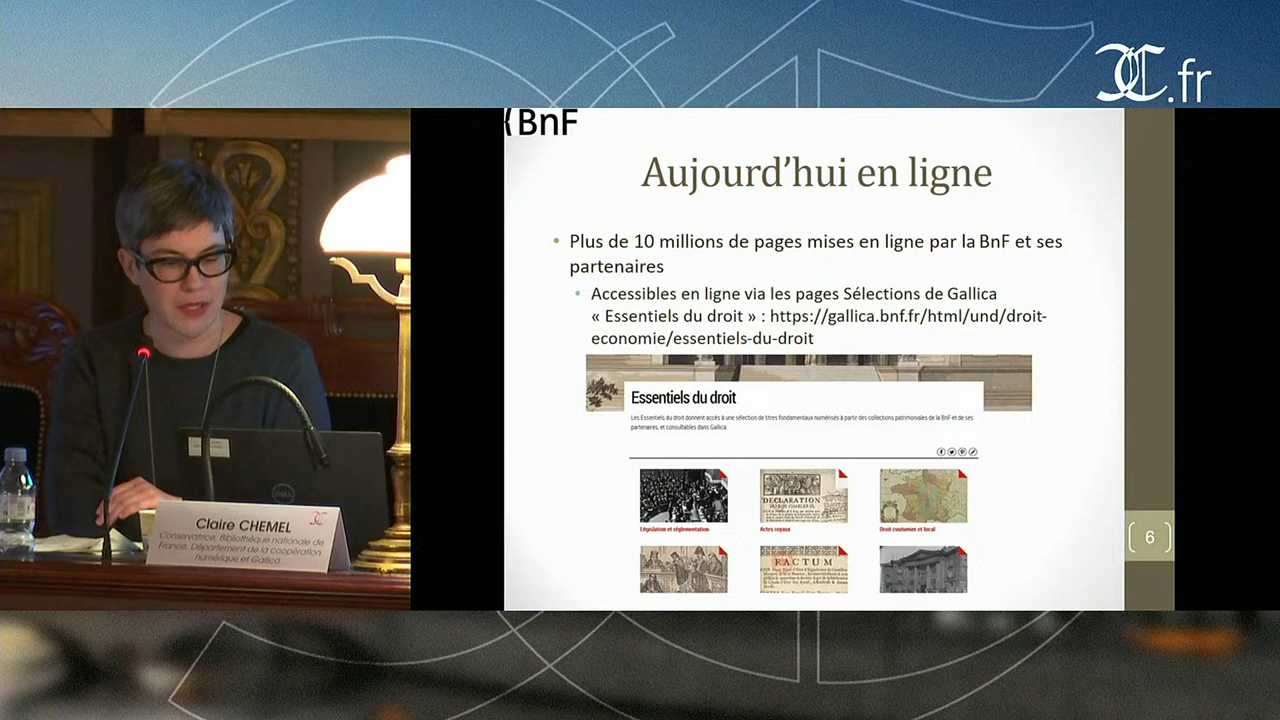 CC.fr
BnF
Aujourd’hui en ligne
• Plus de 10 millions de pages mises en ligne par la BnF et ses
partenaires
• Accessibles en ligne via les pages Sélections de Gallica
« Essentiels du droit » : https://gallica.bnf.fr/html/und/droit-
economie/essentiels-du-droit
Essentiels du droit
Les Essentiels du droit donnent accès à une sélection de titres fondamentaux numérisés à partir des collections patrimoniales de la BnF et de ses
partenaires, et consultables dans Gallica.
DECLARATION
Législation et réglementation
Actes royaux
Droit coutumier et local
FACTUM
6
DELL
Claire CHEMEL
Conservatrice, Bibliothèque nationale de
France, Département de la coopération
numérique et Gallica